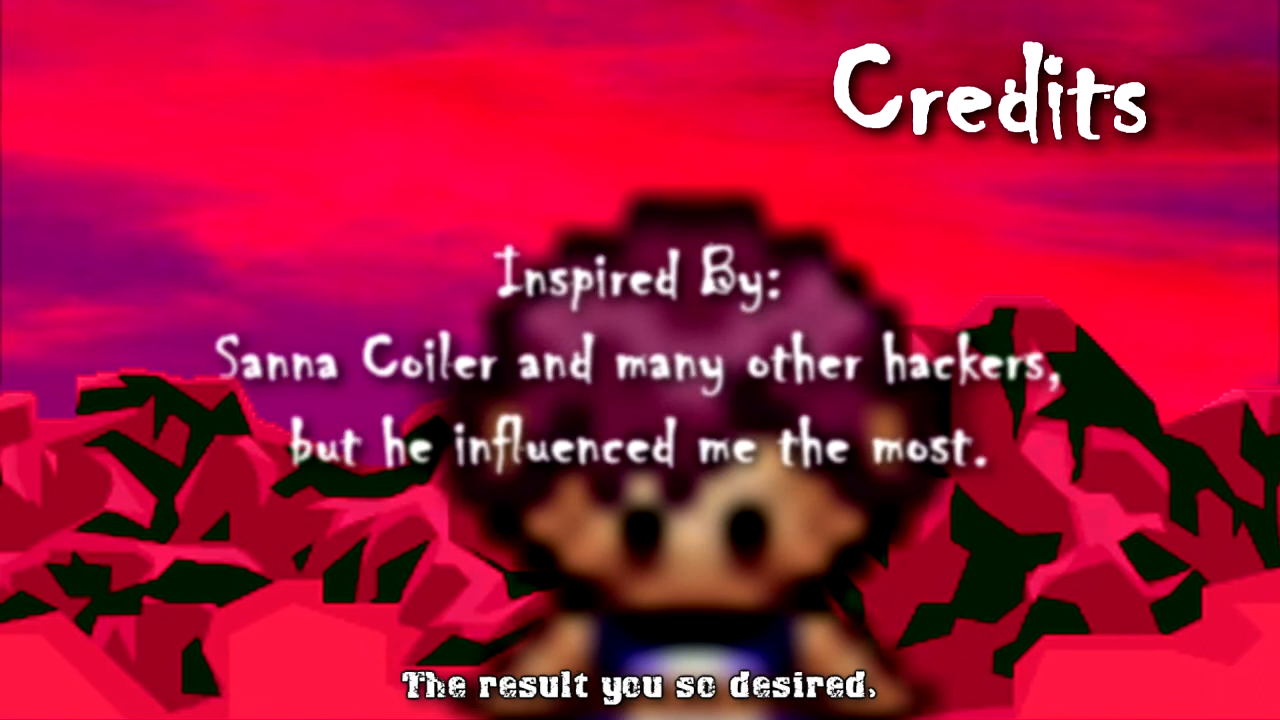 Credits
Inspired By:
Sanna Coiler and many other hackers,
but he influenced me the most.
The result you so desired.